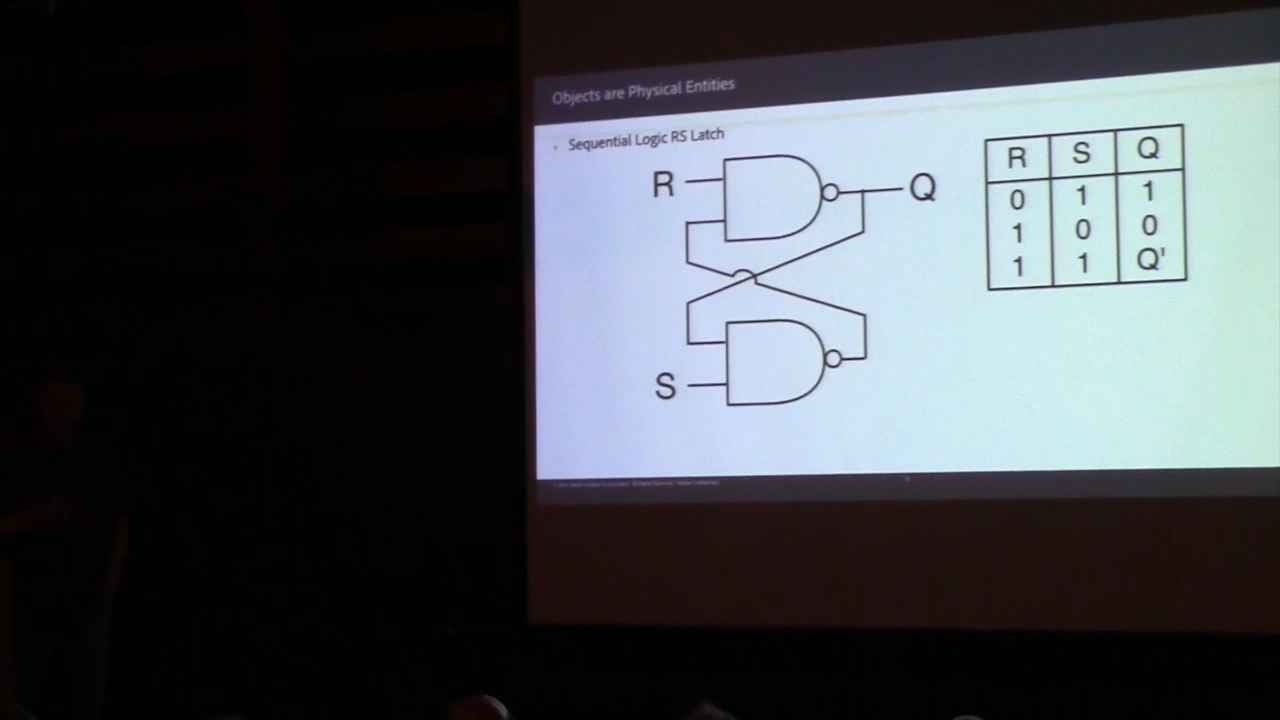 Objects are Physical Entities
• Sequential Logic RS Latch
R
Q
S
R S Q
0 1 1
1 0 0
1 1 Q'